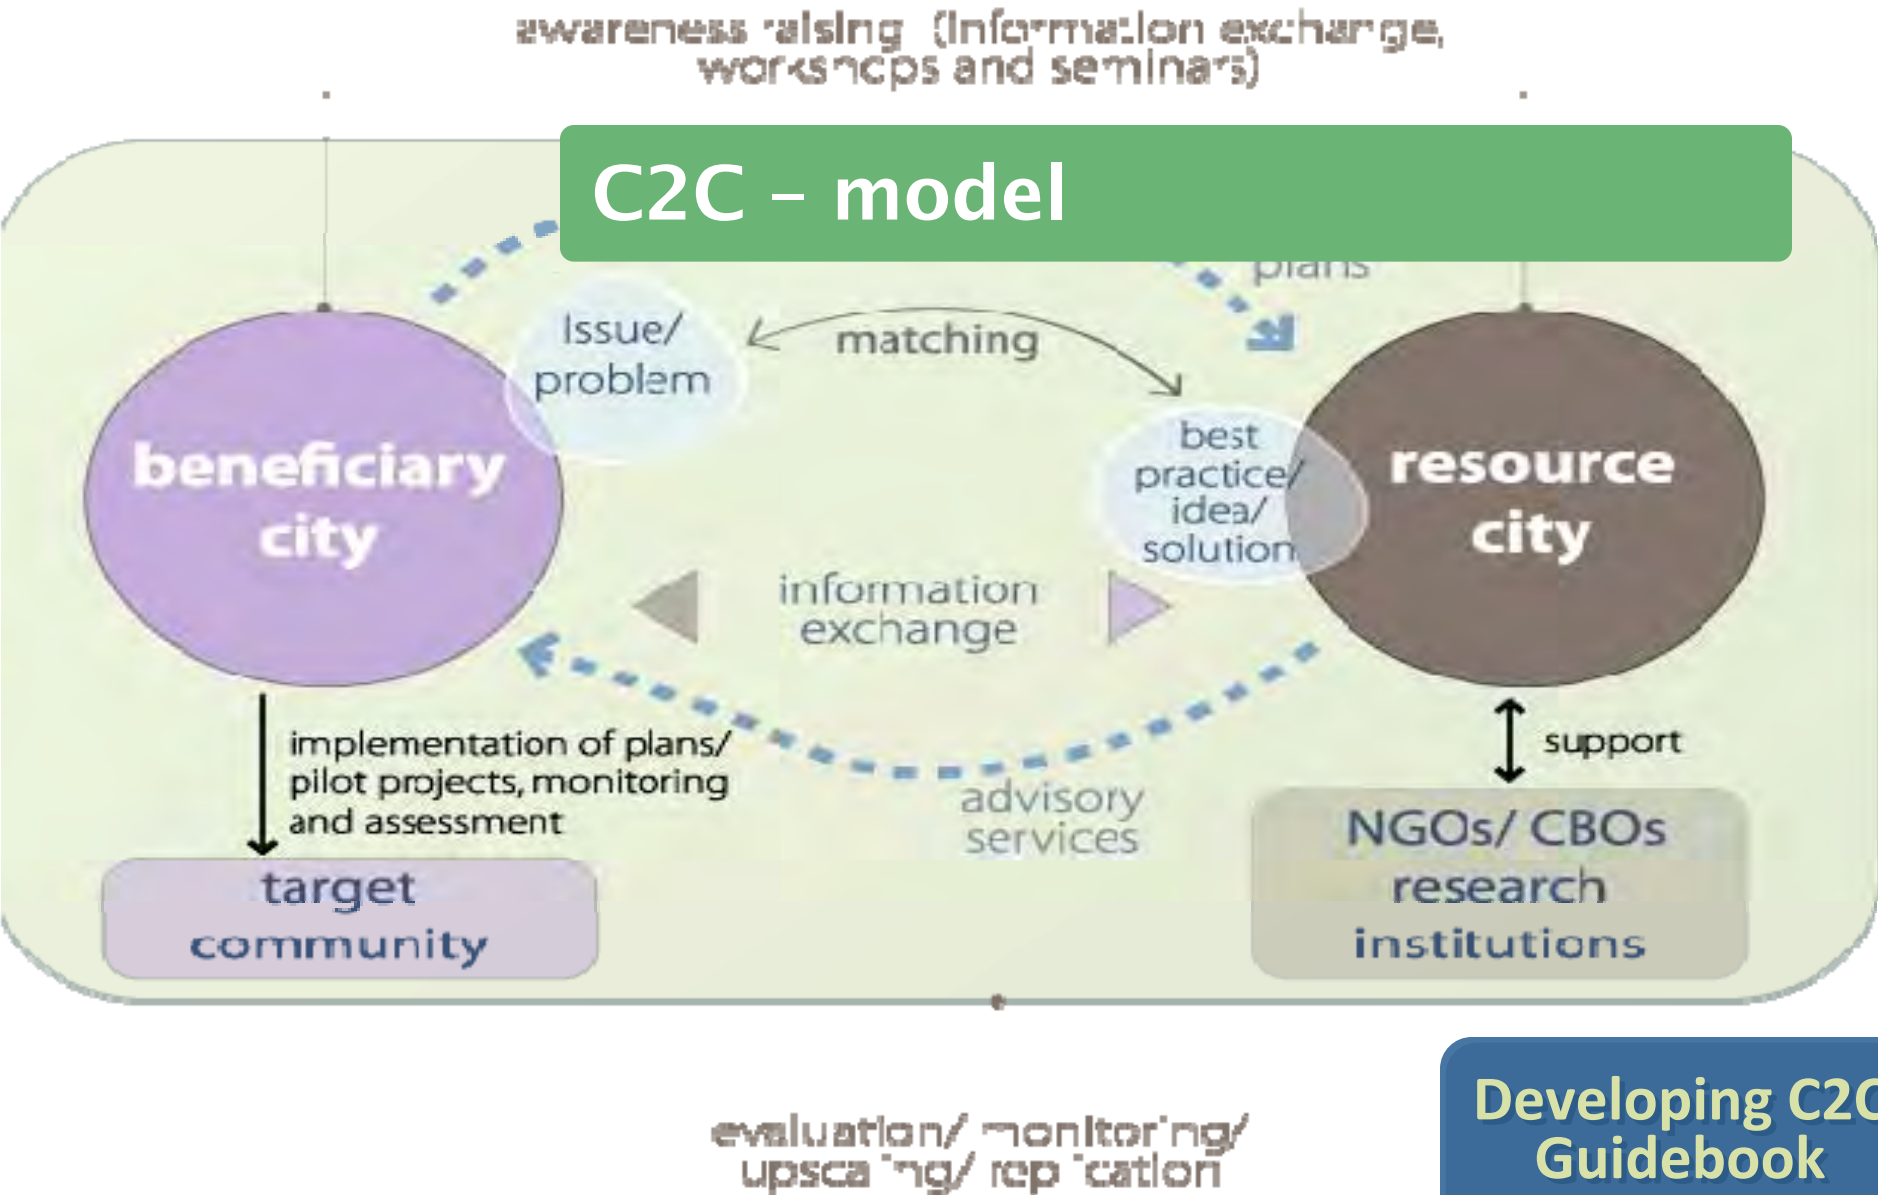 awareness raising (information exchange,
workshops and seminars)
C2C – model
plans
Issue/
problem
matching
beneficiary
city
best
practice/
idea/
solution
resource
city
information
exchange
implementation of plans/
pilot projects, monitoring
and assessment
support
advisory
services
target
community
NGOs/ CBOs
research
institutions
evaluation/ monitoring/
upscaling/ replication
Developing C2C
Guidebook